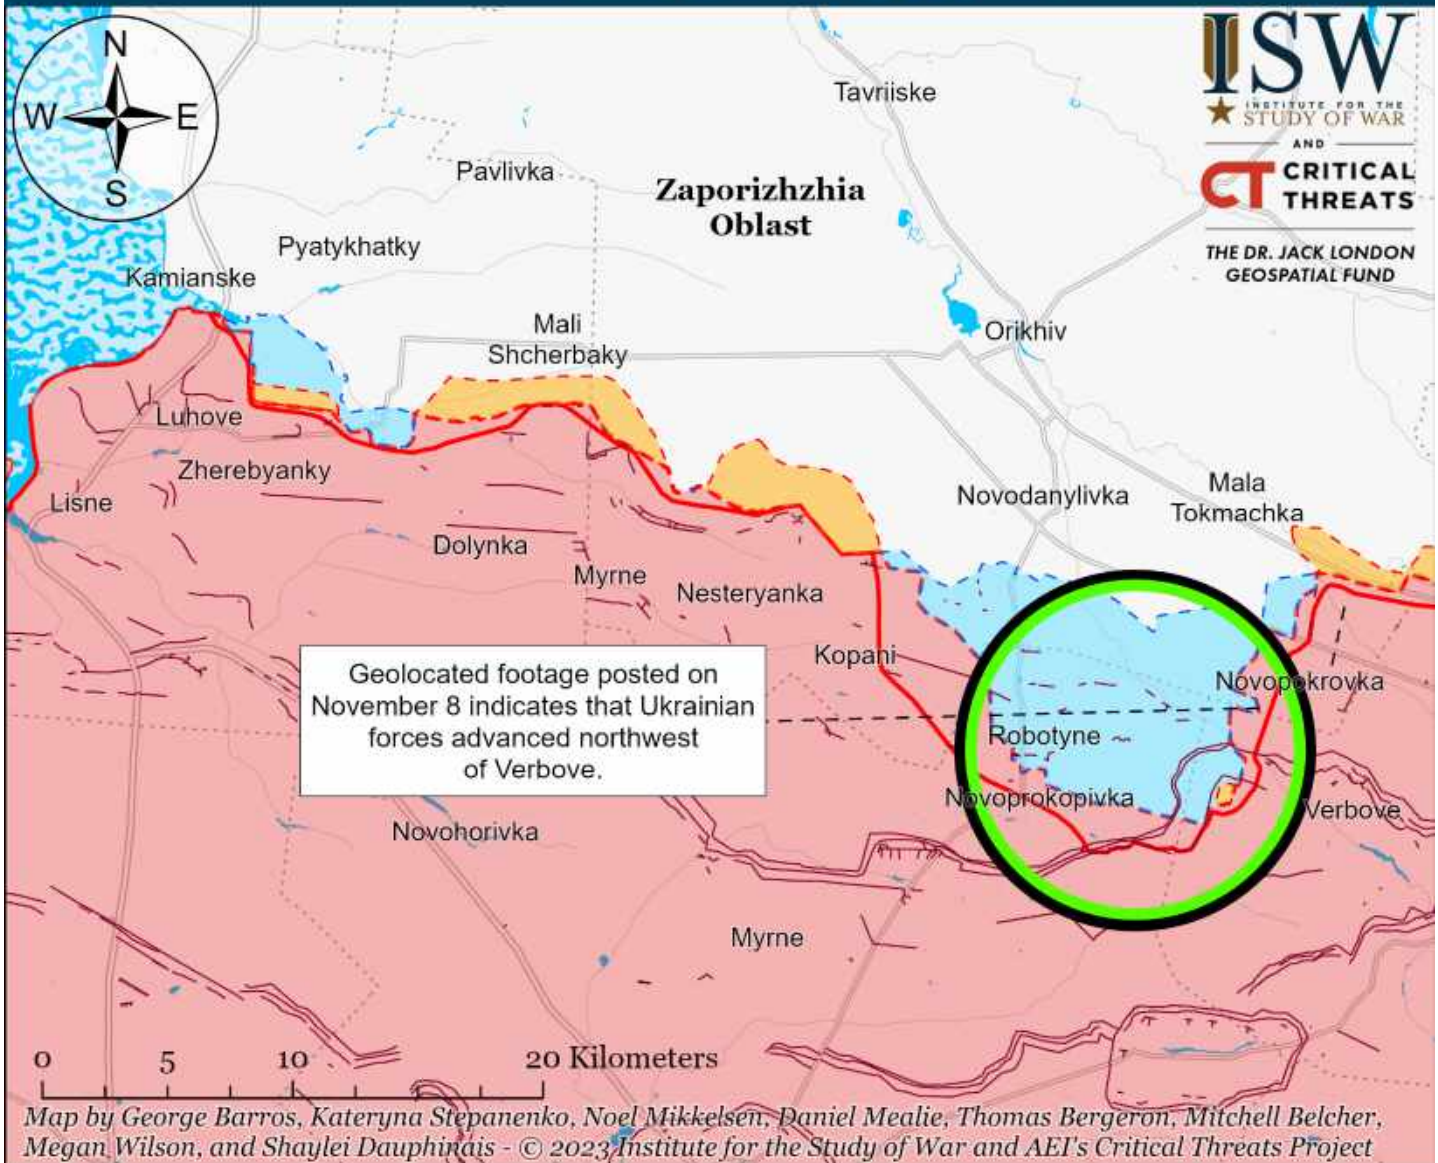 N
W E
S
ISW
INSTITUTE FOR THE
STUDY OF WAR
AND
CT CRITICAL
THREATS
THE DR. JACK LONDON
GEOSPATIAL FUND
Tavriiske
Pavlivka
Zaporizhzhia
Oblast
Pyatykhatky
Kamianske
Mali
Shcherbaky
Orikhiv
Luhove
Zherebyanky
Lisne
Novodanylivka
Mala
Tokmachka
Dolynka
Myrne
Nesteryanka
Kopani
Novopokrovka
Geolocated footage posted on
November 8 indicates that Ukrainian
forces advanced northwest
of Verbove.
Robotyne
Novoprokopivka
Verbove
Novohorivka
Myrne
0 5 10 20 Kilometers
Map by George Barros, Kateryna Stepanenko, Noel Mikkelsen, Daniel Mealie, Thomas Bergeron, Mitchell Belcher,
Megan Wilson, and Shaylei Dauphinais - © 2023 Institute for the Study of War and AEI's Critical Threats Project